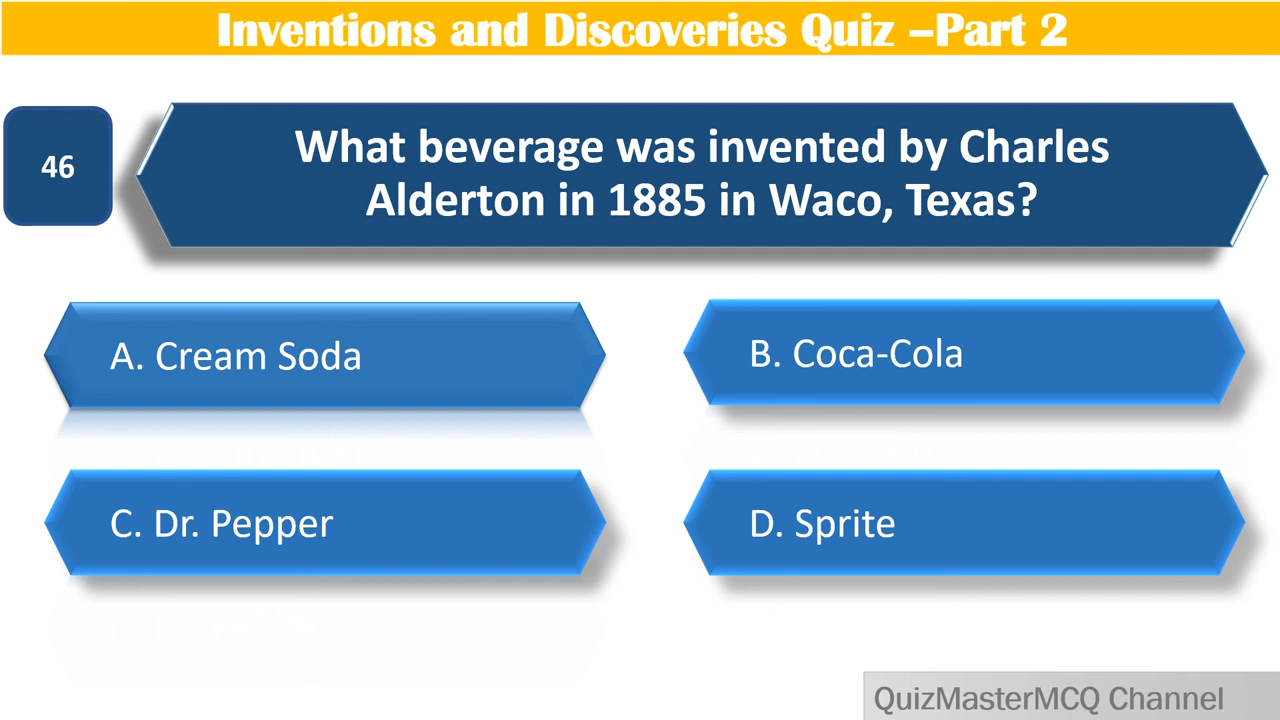 Inventions and Discoveries Quiz –Part 2
46
What beverage was invented by Charles
Alderton in 1885 in Waco, Texas?
A. Cream Soda
B. Coca-Cola
C. Dr. Pepper
D. Sprite
QuizMasterMCQ Channel